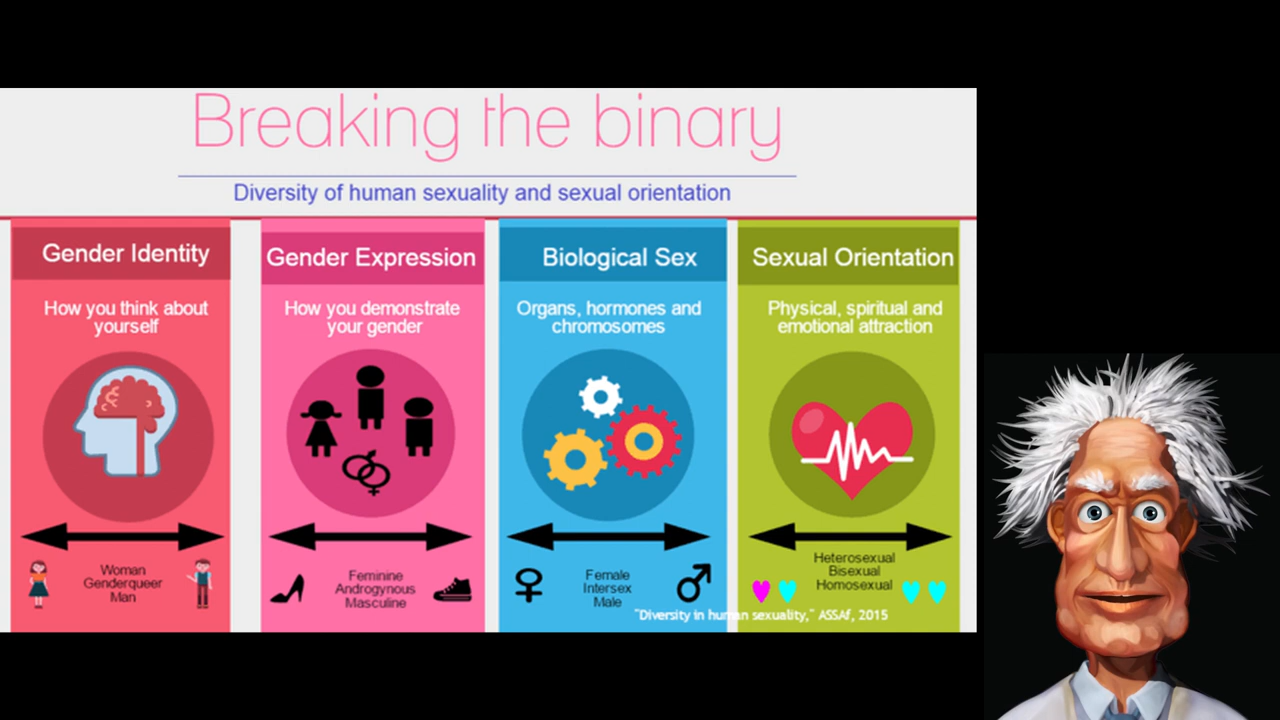 Breaking the binary
Diversity of human sexuality and sexual orientation
Gender Identity
How you think about
yourself
Woman
Genderqueer
Man
Gender Expression
How you demonstrate
your gender
Feminine
Androgynous
Masculine
Biological Sex
Organs, hormones and
chromosomes
Female
Intersex
Male
Sexual Orientation
Physical, spiritual and
emotional attraction
Heterosexual
Bisexual
Homosexual
"Diversity in human sexuality," ASSAf, 2015